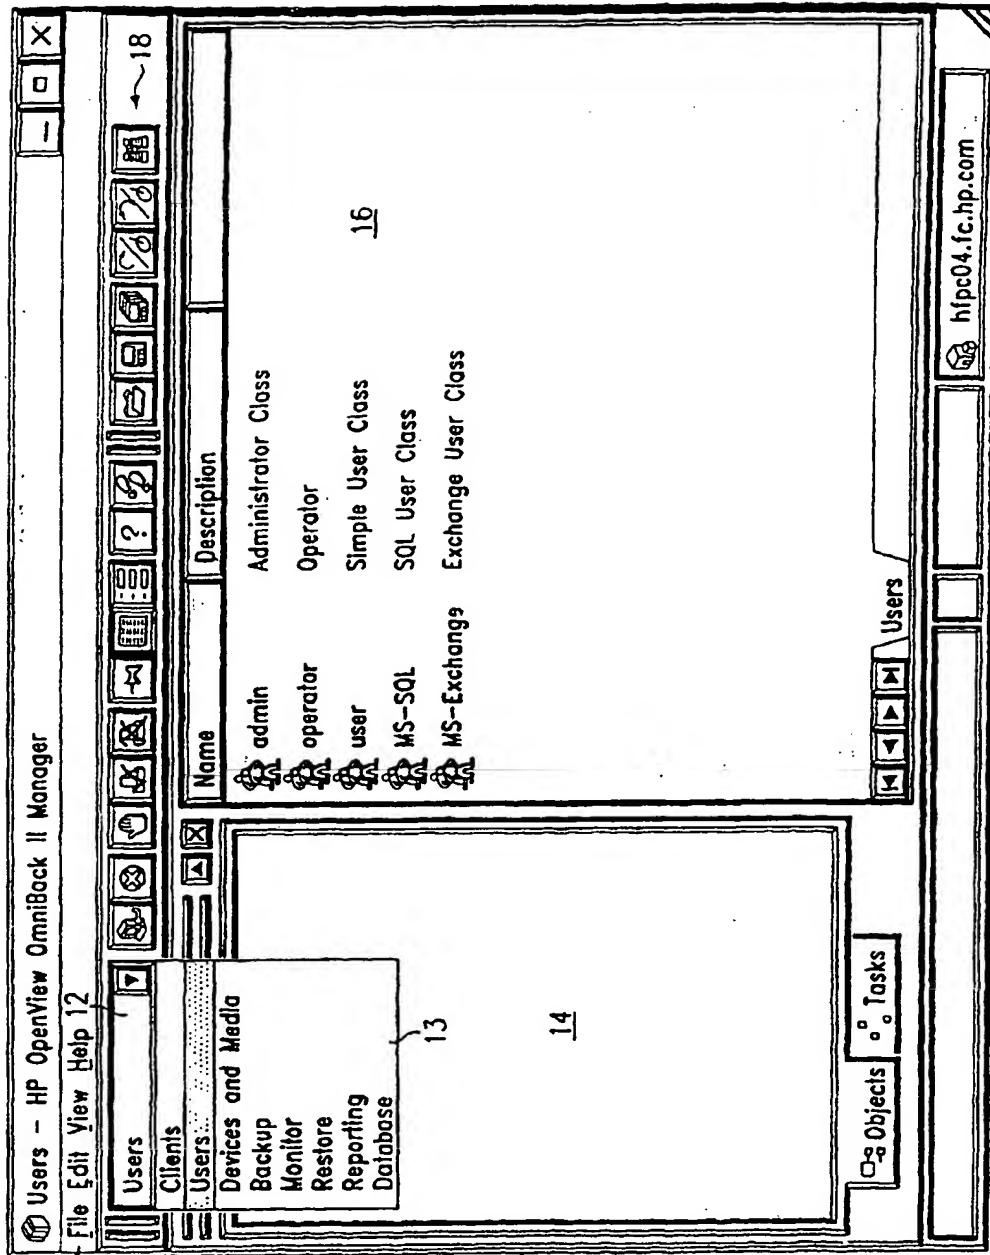 Users - HP OpenView OmniBack II Manager
File Edit View Help 12
Users
Clients
Users...
Devices and Media
Backup
Monitor
Restore
Reporting
Database
13
14
Objects
Tasks
?
18
Name Description
admin Administrator Class
operator Operator
user Simple User Class
MS-SQL SQL User Class
MS-Exchange Exchange User Class
16
Users
hfpc04.fc.hp.com